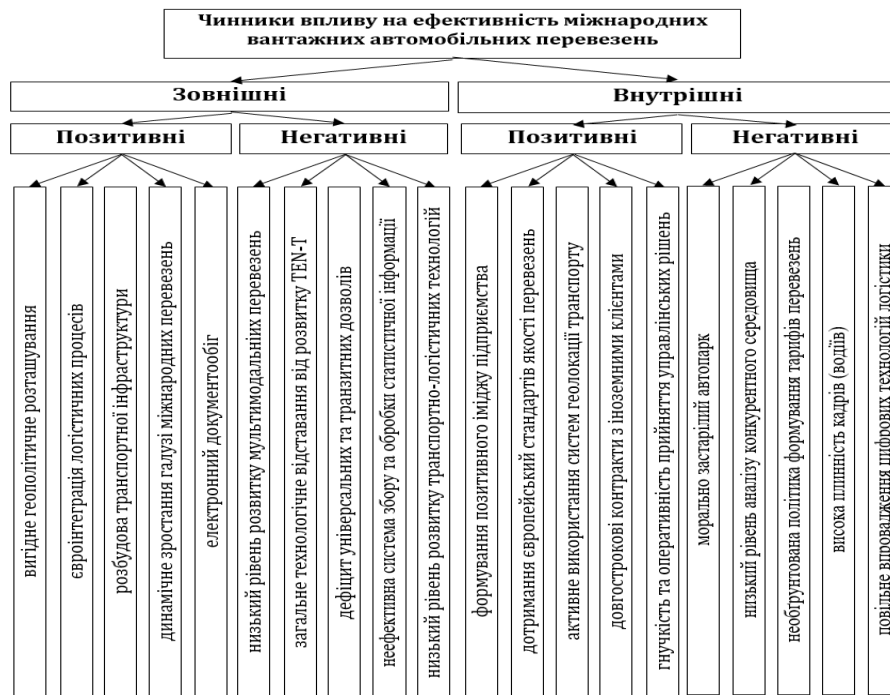 Чинники впливу на ефективність міжнародних
вантажних автомобільних перевезень
Зовнішні
Внутрішні
Позитивні
Негативні
Позитивні
Негативні
вигідне геополітичне розташування
євроінтеграція логістичних процесів
розбудова транспортної інфраструктури
динамічне зростання галузі міжнародних перевезень
електронний документообіг
низький рівень розвитку мультимодальніих перевезень
загальне технологічне відставання від розвитку TEN-T
дефіцит універсальних та транзитних дозволів
неефективна система збору та обробки статистичної інформації
низький рівень розвитку транспортно-логістичних технологій
формування позитивного іміджу підприємства
дотримання європейський стандартів якості перевезень
активне використання систем геолокації транспорту
довгострокові контракти з іноземними клієнтами
гнучкість та оперативність прийняття управлінських рішень
морально застарілий автопарк
низький рівень аналізу конкурентного середовища
необґрунтована політика формування тарифів перевезень
висока плинність кадрів (водіїв)
повільне впровадження цифрових технологій логістики